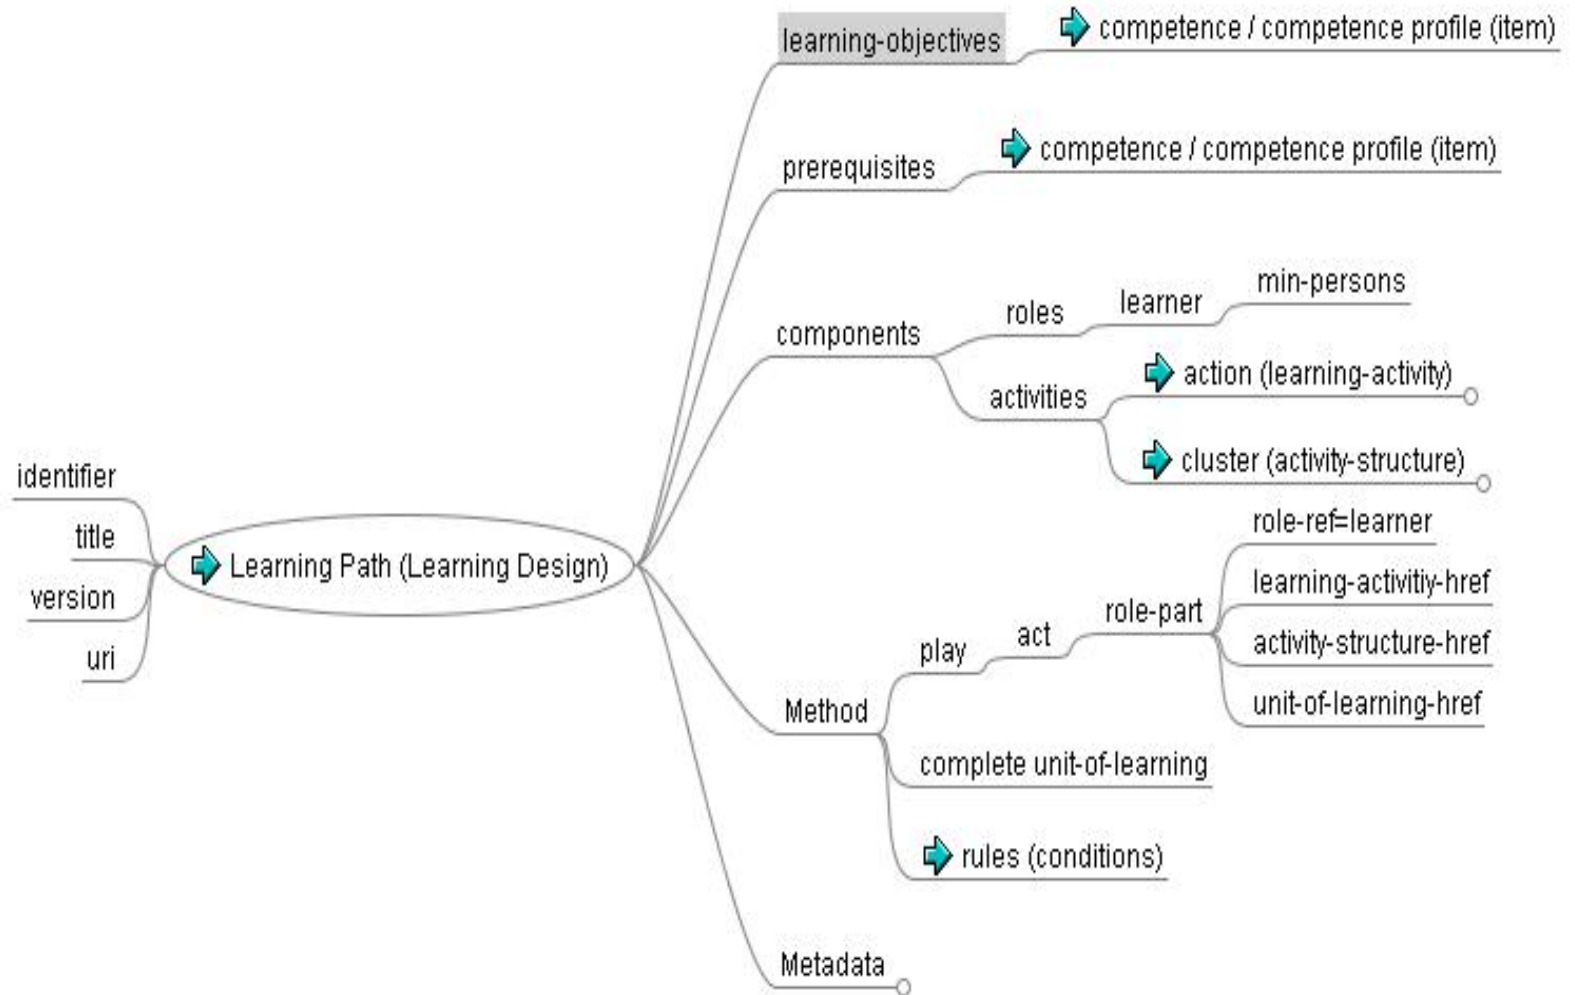 learning-objectives
competence / competence profile (item)
prerequisites
competence / competence profile (item)
components
roles
learner
min-persons
activities
action (learning-activity)
cluster (activity-structure)
identifier
title
version
uri
Learning Path (Learning Design)
Method
play
act
role-part
role-ref=learner
learning-activitiy-href
activity-structure-href
unit-of-learning-href
complete unit-of-learning
rules (conditions)
Metadata